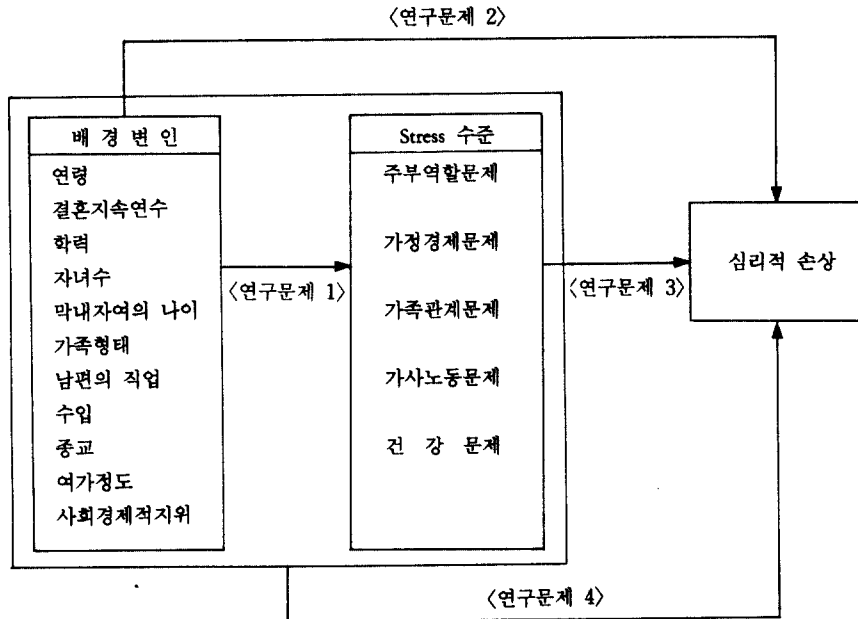 〈연구문제 2〉
배 경 변 인
연령
결혼지속연수
학력
자녀수
막내자여의 나이
가족형태
남편의 직업
수입
종교
여가정도
사회경제적지위
〈연구문제 1〉
Stress 수준
주부역할문제
가정경제문제
가족관계문제
가사노동문제
건 강 문제
〈연구문제 3〉
심리적 손상
〈연구문제 4〉